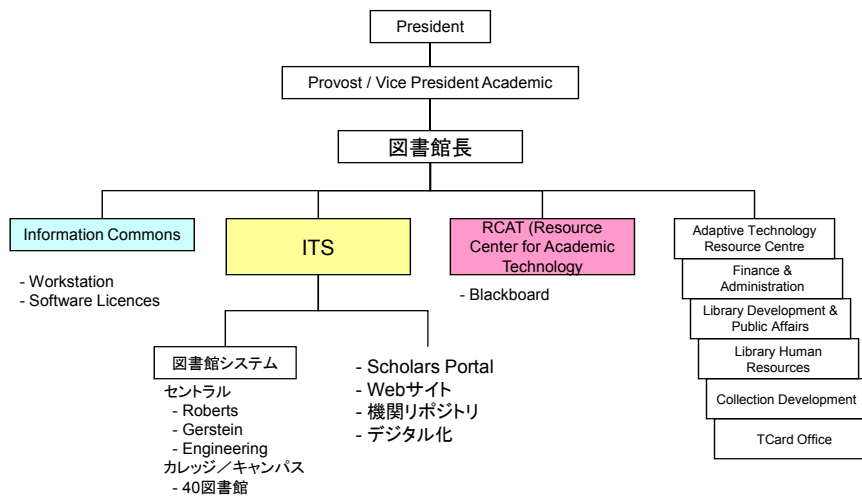 President
Provost / Vice President Academic
図書館長
Information Commons
- Workstation
- Software Licences
ITS
図書館システム
セントラル
- Roberts
- Gerstein
- Engineering
カレッジ／キャンパス
- 40図書館
- Scholars Portal
- Webサイト
- 機関リポジトリ
- デジタル化
RCAT (Resource
Center for Academic
Technology
- Blackboard
Adaptive Technology
Resource Centre
Finance &
Administration
Library Development &
Public Affairs
Library Human
Resources
Collection Development
TCard Office